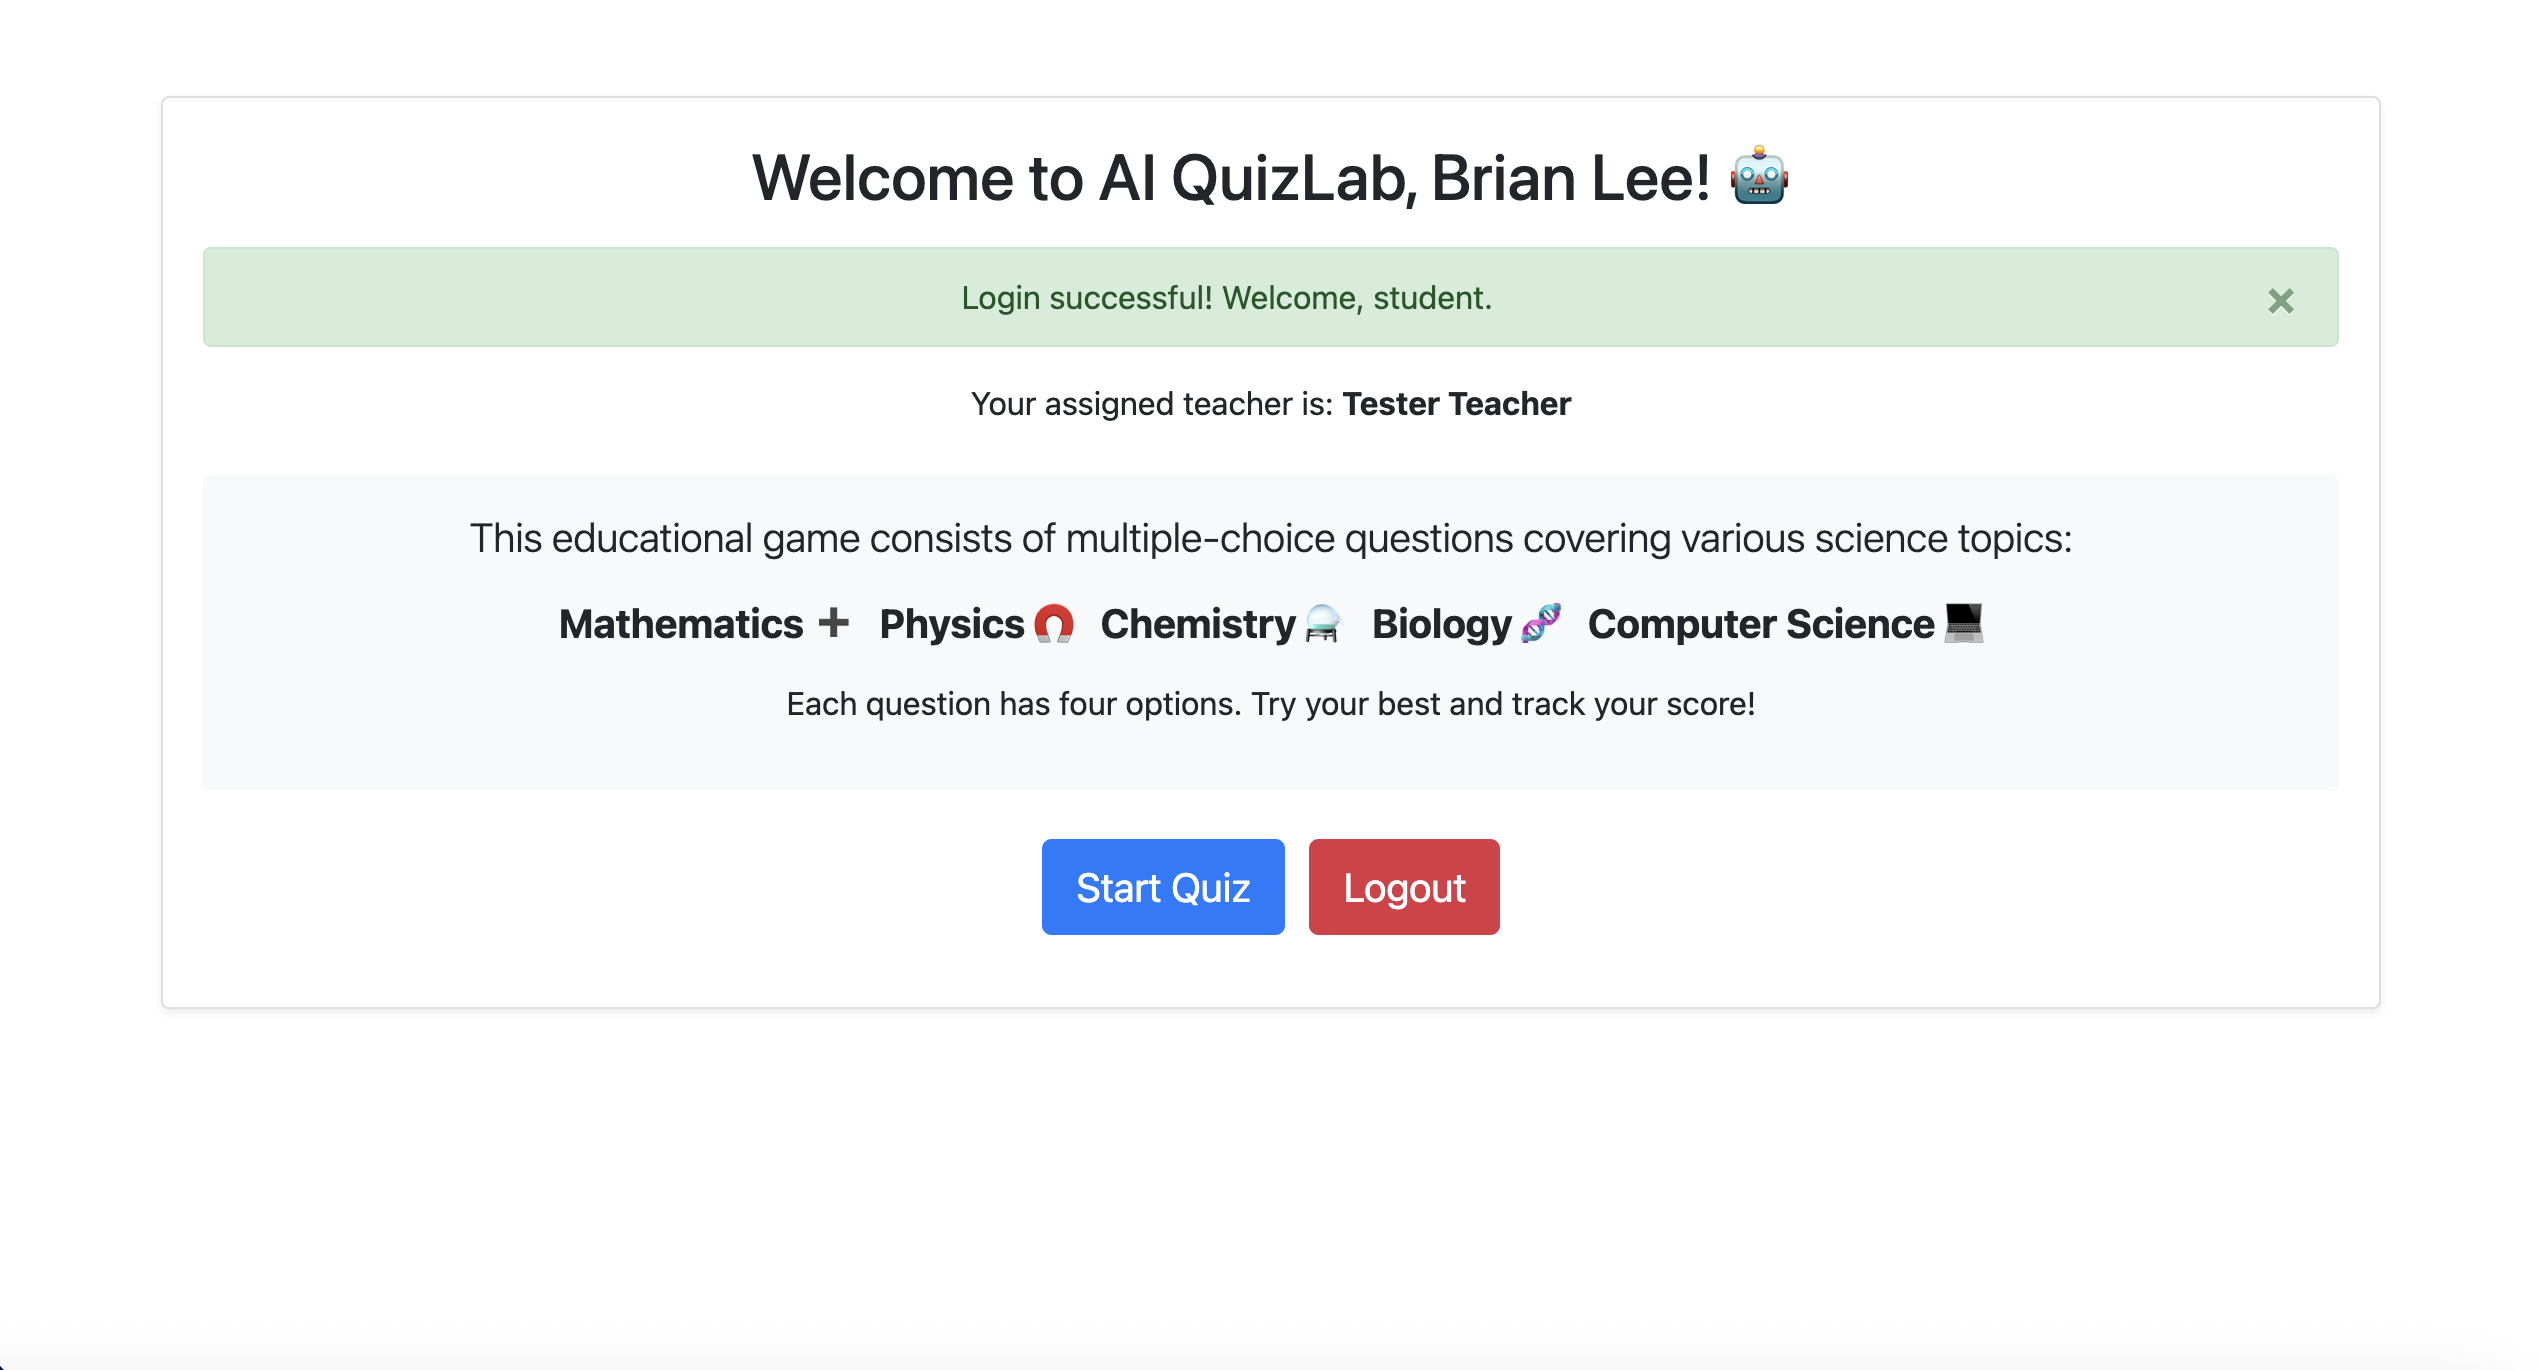 Welcome to AI QuizLab, Brian Lee! 🤖
Login successful! Welcome, student.
×
Your assigned teacher is: Tester Teacher
This educational game consists of multiple-choice questions covering various science topics:
Mathematics ➕ Physics 🧲 Chemistry 🔮 Biology 🧬 Computer Science 💻
Each question has four options. Try your best and track your score!
Start Quiz Logout